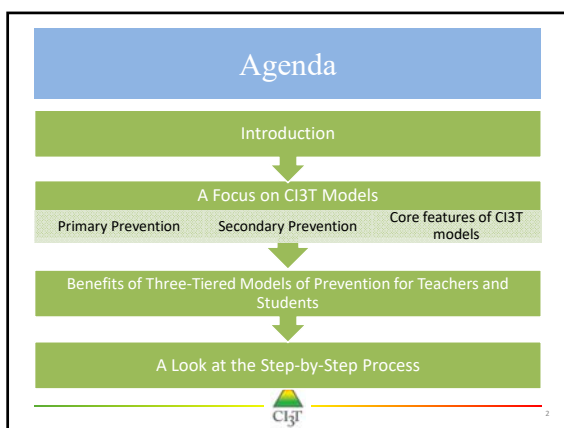 Agenda
Introduction
A Focus on CI3T Models
Primary Prevention
Secondary Prevention
Core features of CI3T
models
Benefits of Three-Tiered Models of Prevention for Teachers and
Students
A Look at the Step-by-Step Process
CI3T
2